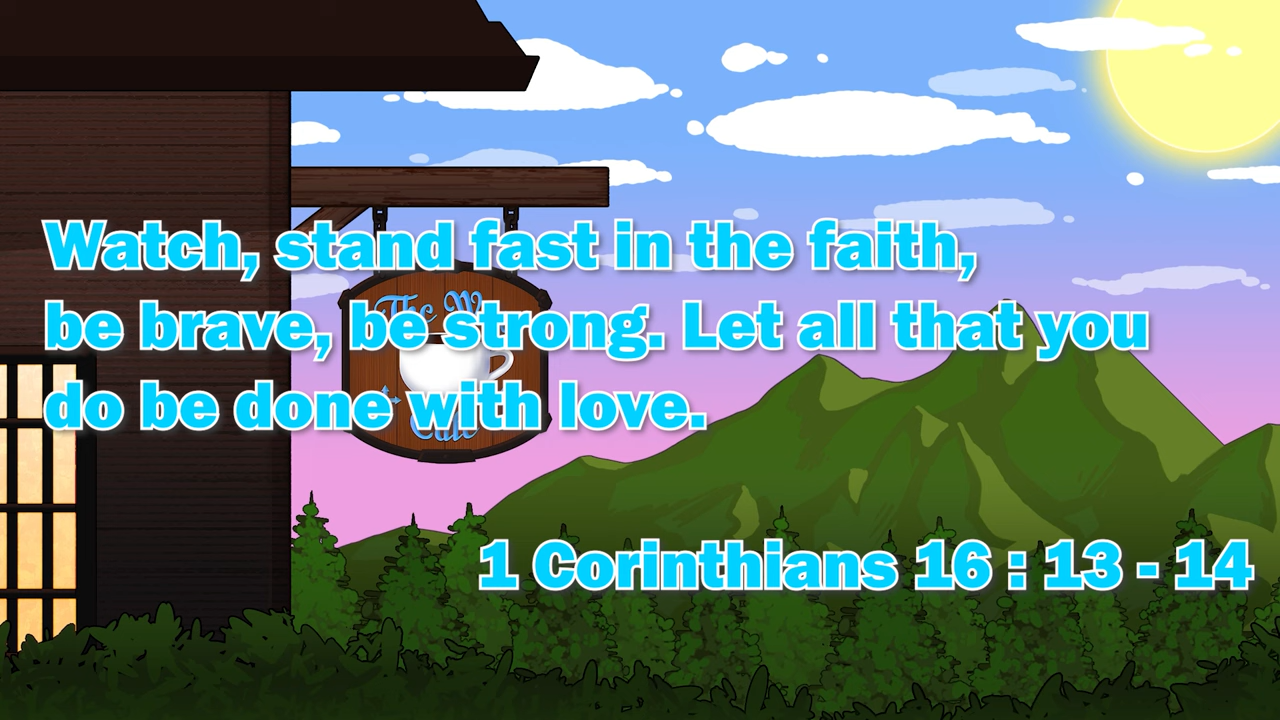 Watch, stand fast in the faith,
be brave, be strong. Let all that you
do be done with love.
The
1 Corinthians 16 : 13 - 14